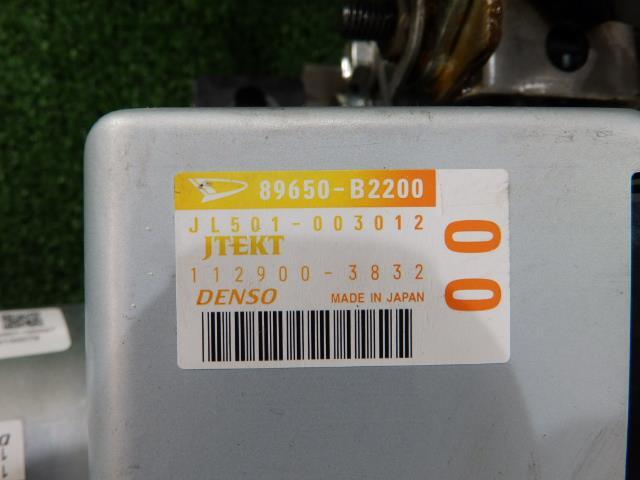 89650-B2200
JL501-003012
JTEKT
112900-3832
DENSO MADE IN JAPAN
00